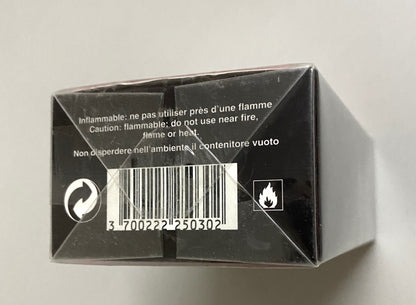 Inflammable: ne pas utiliser près d'une flamme
Caution: flammable; do not use near fire,
flame or heat.
Non disperdere nell'ambiente il contenitore vuoto
3 700222 250302